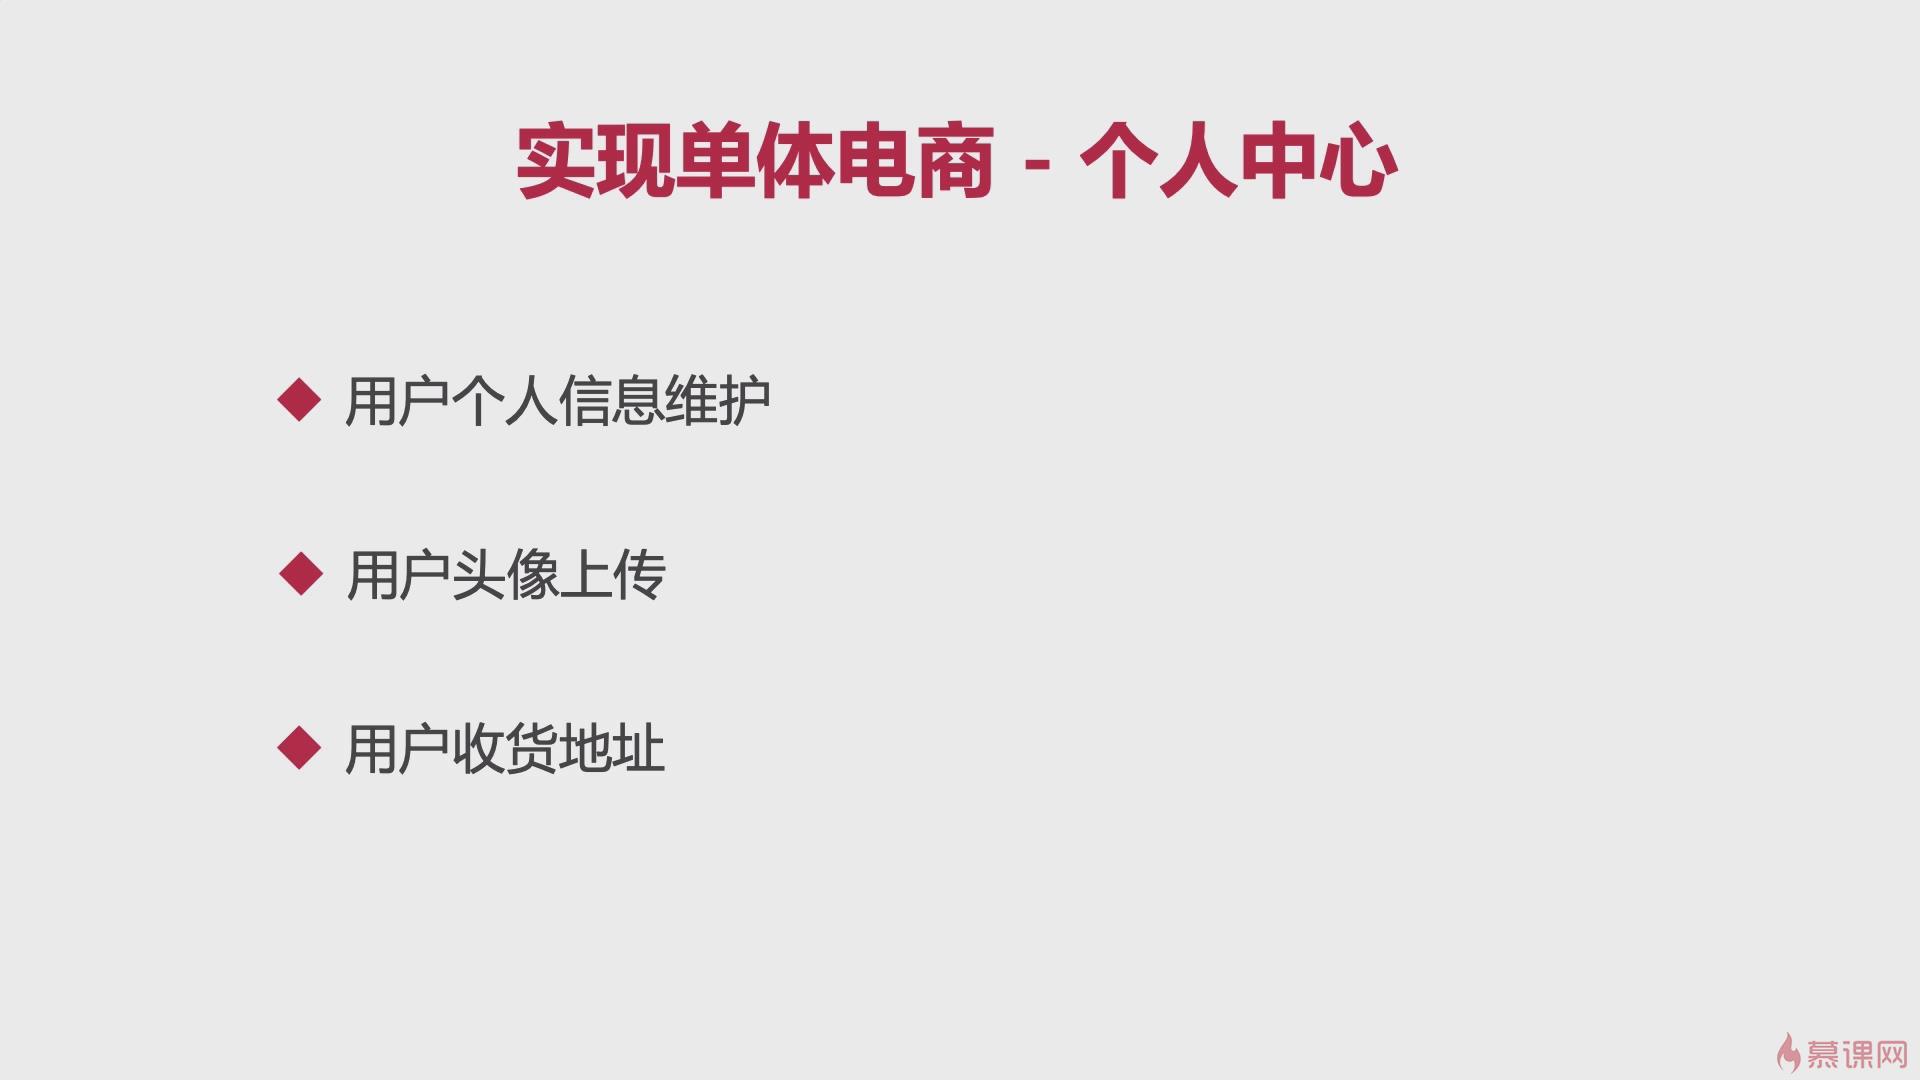 实现单体电商 - 个人中心
用户个人信息维护
用户头像上传
用户收货地址
慕课网